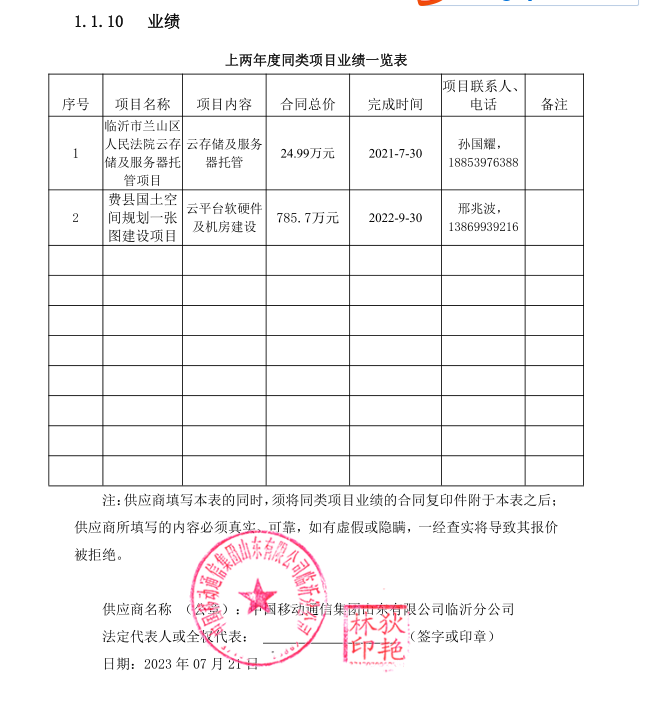 1.1.10 业绩
上两年度同类项目业绩一览表
序号 项目名称 项目内容 合同总价 完成时间 项目联系人、
电话 备注
1 临沂市兰山区
人民法院云存
储及服务器托
管项目 云存储及服务
器托管 24.99万元 2021-7-30 孙国耀，
18853976388
2 费县国土空
间规划一张
图建设项目 云平台软硬件
及机房建设 785.7万元 2022-9-30 邢兆波，
13869939216
注:供应商填写本表的同时,须将同类项目业绩的合同复印件附于本表之后;
供应商所填写的内容必须真实、可靠,如有虚假或隐瞒,一经查实将导致其报价
被拒绝。
供应商名称 （公章）: 中国移动通信集团山东有限公司临沂分公司
法定代表人或全权代表: （签字或印章）
日期: 2023 年 07 月 21 日
中国移动通信集团山东有限公司临沂分公司
狄艳
林印